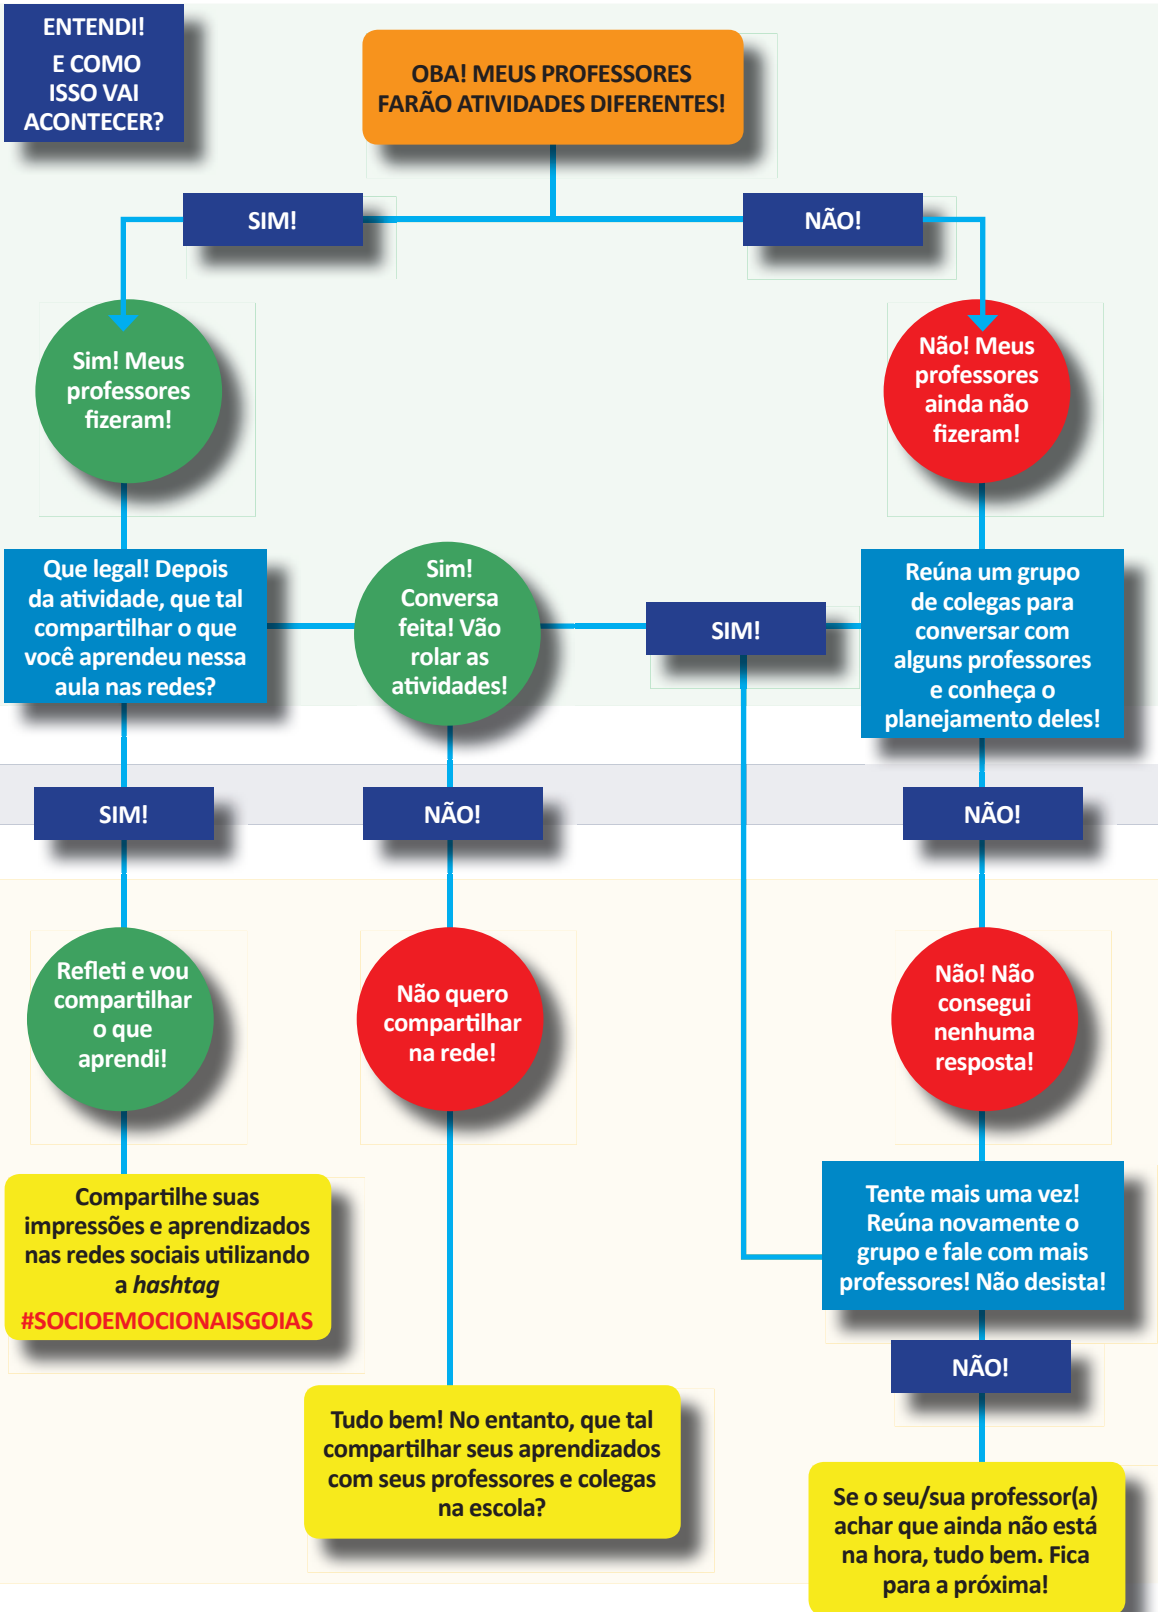 ENTENDI!
E COMO
ISSO VAI
ACONTECER?
OBA! MEUS PROFESSORES
FARÃO ATIVIDADES DIFERENTES!
SIM!
NÃO!
Sim! Meus
professores
fizeram!
Não! Meus
professores
ainda não
fizeram!
Que legal! Depois
da atividade, que tal
compartilhar o que
você aprendeu nessa
aula nas redes?
Sim!
Conversa
feita! Vão
rolar as
atividades!
SIM!
Reúna um grupo
de colegas para
conversar com
alguns professores
e conheça o
planejamento deles!
SIM!
NÃO!
NÃO!
Refleti e vou
compartilhar
o que
aprendi!
Não quero
compartilhar
na rede!
Não! Não
consegui
nenhuma
resposta!
Compartilhe suas
impressões e aprendizados
nas redes sociais utilizando
a hashtag
#SOCIOEMOCIONAISGOIAS
Tente mais uma vez!
Reúna novamente o
grupo e fale com mais
professores! Não desista!
NÃO!
Tudo bem! No entanto, que tal
compartilhar seus aprendizados
com seus professores e colegas
na escola?
Se o seu/sua professor(a)
achar que ainda não está
na hora, tudo bem. Fica
para a próxima!